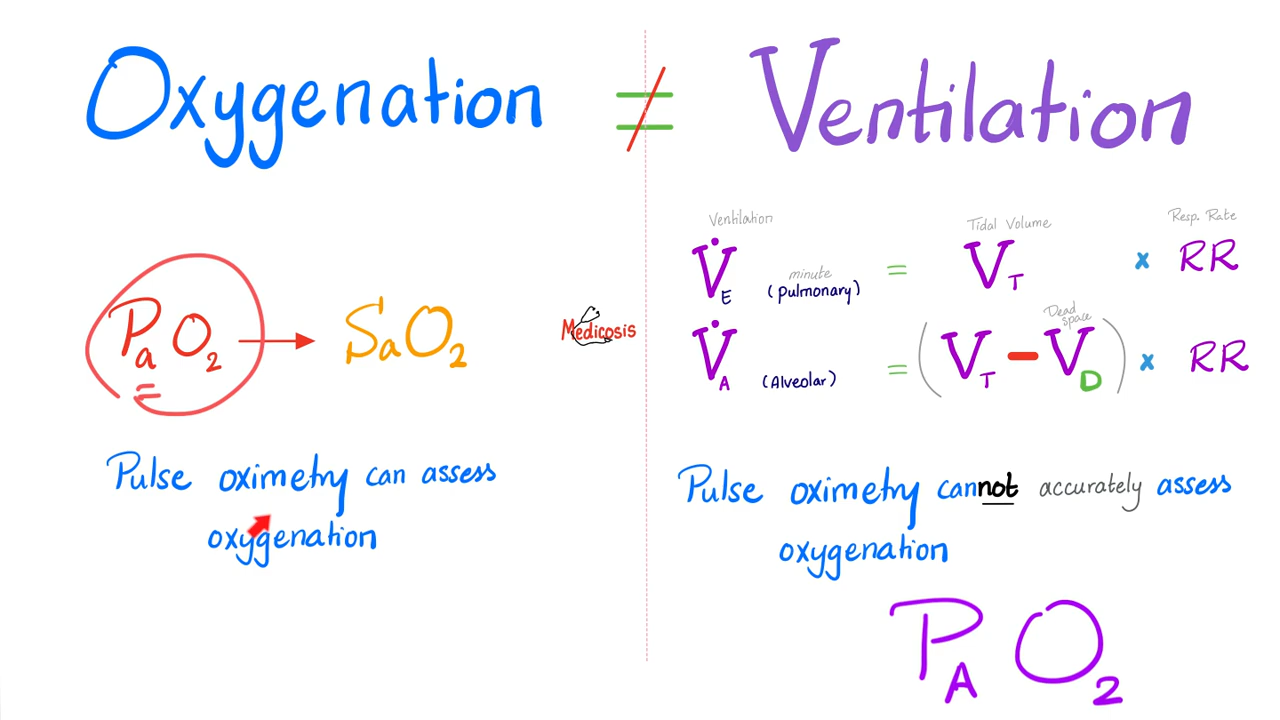 Oxygenation ≠ Ventilation
Ventilation
Tidal Volume
Resp. Rate
V̇E minute (pulmonary) = VT × RR
PaO2 → SaO2
Medicosis
Dead space
V̇A (Alveolar) = (VT − VD) × RR
Pulse oximetry can assess
oxygenation
Pulse oximetry cannot accurately assess
oxygenation
PAO2